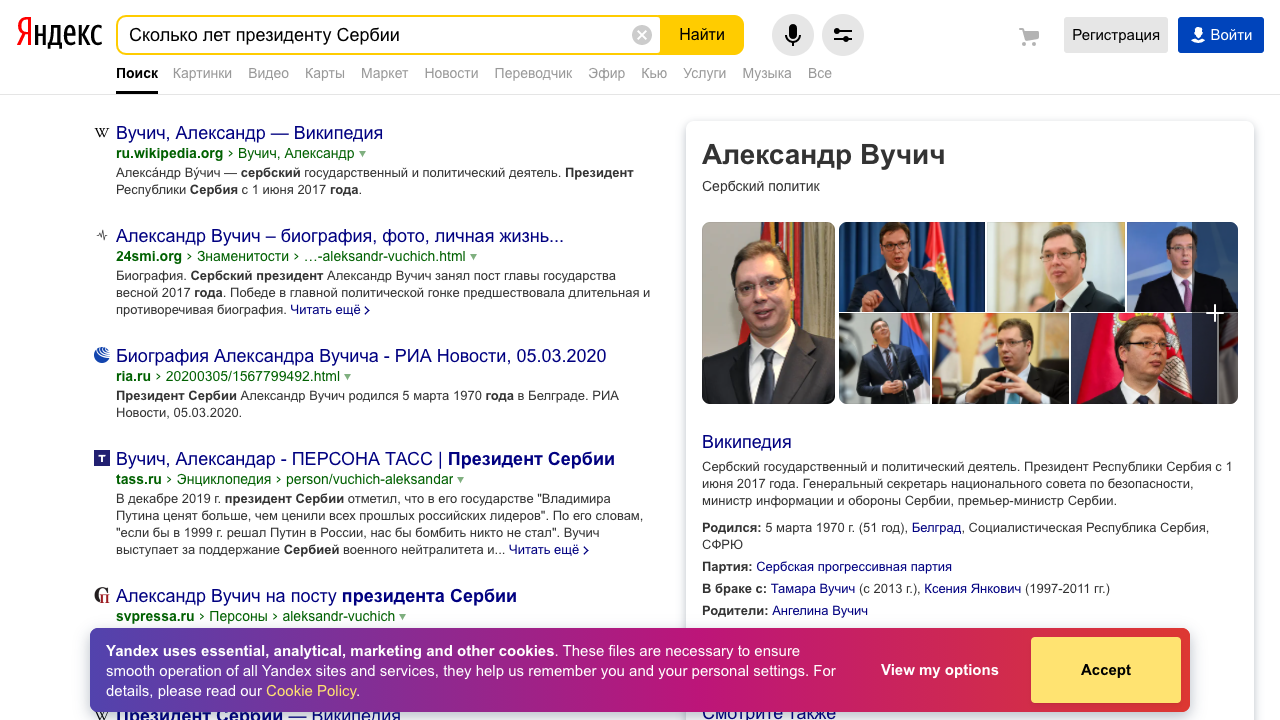 Яндекс
Сколько лет президенту Сербии
Найти
Регистрация
Войти
Поиск Картинки Видео Карты Маркет Новости Переводчик Эфир Кью Услуги Музыка Все
Вучич, Александр — Википедия
ru.wikipedia.org › Вучич, Александр
Алекса́ндр Ву́чич — сербский государственный и политический деятель. Президент
Республики Сербия с 1 июня 2017 года.
Александр Вучич – биография, фото, личная жизнь...
24smi.org › Знаменитости › …-aleksandr-vuchich.html
Биография. Сербский президент Александр Вучич занял пост главы государства
весной 2017 года. Победе в главной политической гонке предшествовала длительная и
противоречивая биография. Читать ещё ›
Биография Александра Вучича - РИА Новости, 05.03.2020
ria.ru › 20200305/1567799492.html
Президент Сербии Александр Вучич родился 5 марта 1970 года в Белграде. РИА
Новости, 05.03.2020.
Вучич, Александар - ПЕРСОНА ТАСС | Президент Сербии
tass.ru › Энциклопедия › person/vuchich-aleksandar
В декабре 2019 г. президент Сербии отметил, что в его государстве "Владимира
Путина ценят больше, чем ценили всех прошлых российских лидеров". По его словам,
"если бы в 1999 г. решал Путин в России, нас бы бомбить никто не стал". Вучич
выступает за поддержание Сербией военного нейтралитета и... Читать ещё ›
Александр Вучич на посту президента Сербии
svpressa.ru › Персоны › aleksandr-vuchich
Президент Сербии — Википедия
Александр Вучич
Сербский политик
Википедия
Сербский государственный и политический деятель. Президент Республики Сербия с 1
июня 2017 года. Генеральный секретарь национального совета по безопасности,
министр информации и обороны Сербии, премьер-министр Сербии.
Родился: 5 марта 1970 г. (51 год), Белград, Социалистическая Республика Сербия,
СФРЮ
Партия: Сербская прогрессивная партия
В браке с: Тамара Вучич (с 2013 г.), Ксения Янкович (1997-2011 гг.)
Родители: Ангелина Вучич
Смотрите также
Yandex uses essential, analytical, marketing and other cookies. These files are necessary to ensure
smooth operation of all Yandex sites and services, they help us remember you and your personal settings. For
details, please read our Cookie Policy.
View my options
Accept